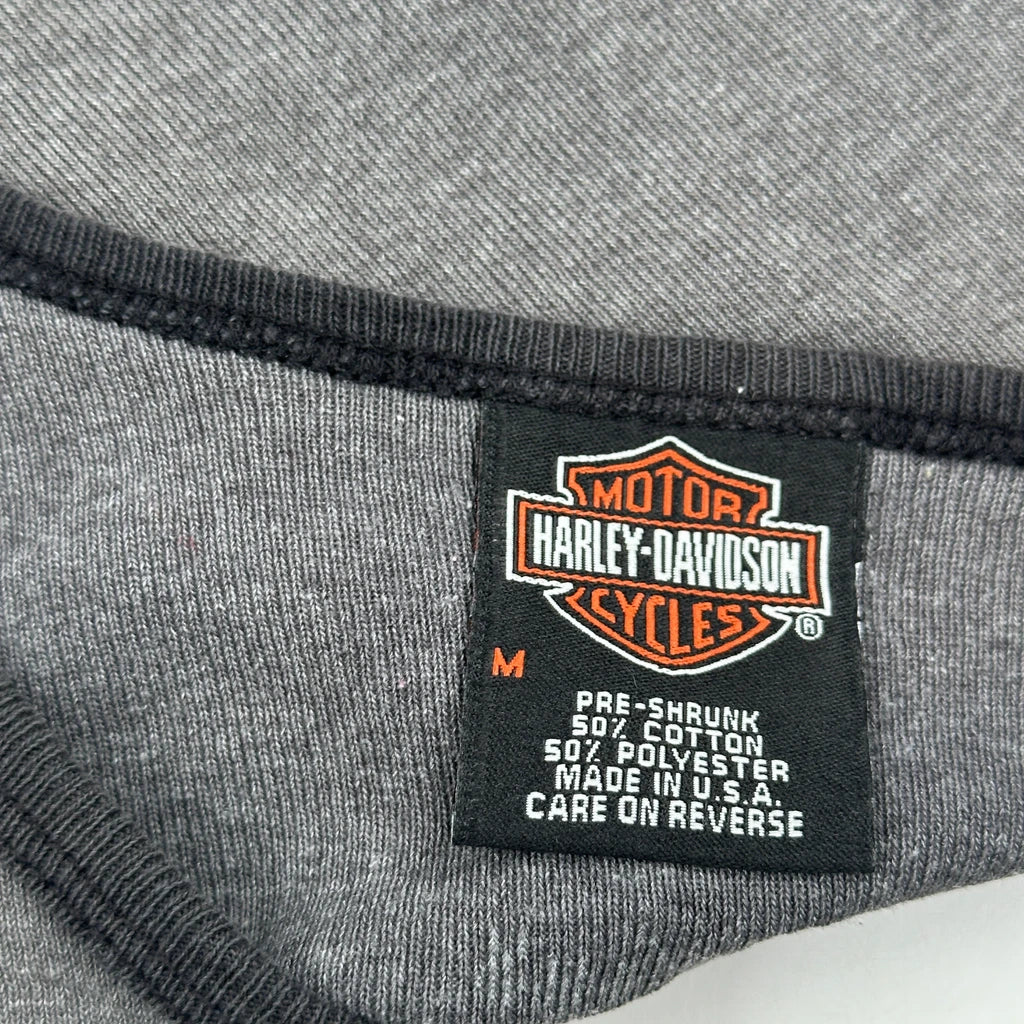 MOTOR
HARLEY-DAVIDSON
CYCLES
®
M
PRE-SHRUNK
50% COTTON
50% POLYESTER
MADE IN U.S.A.
CARE ON REVERSE